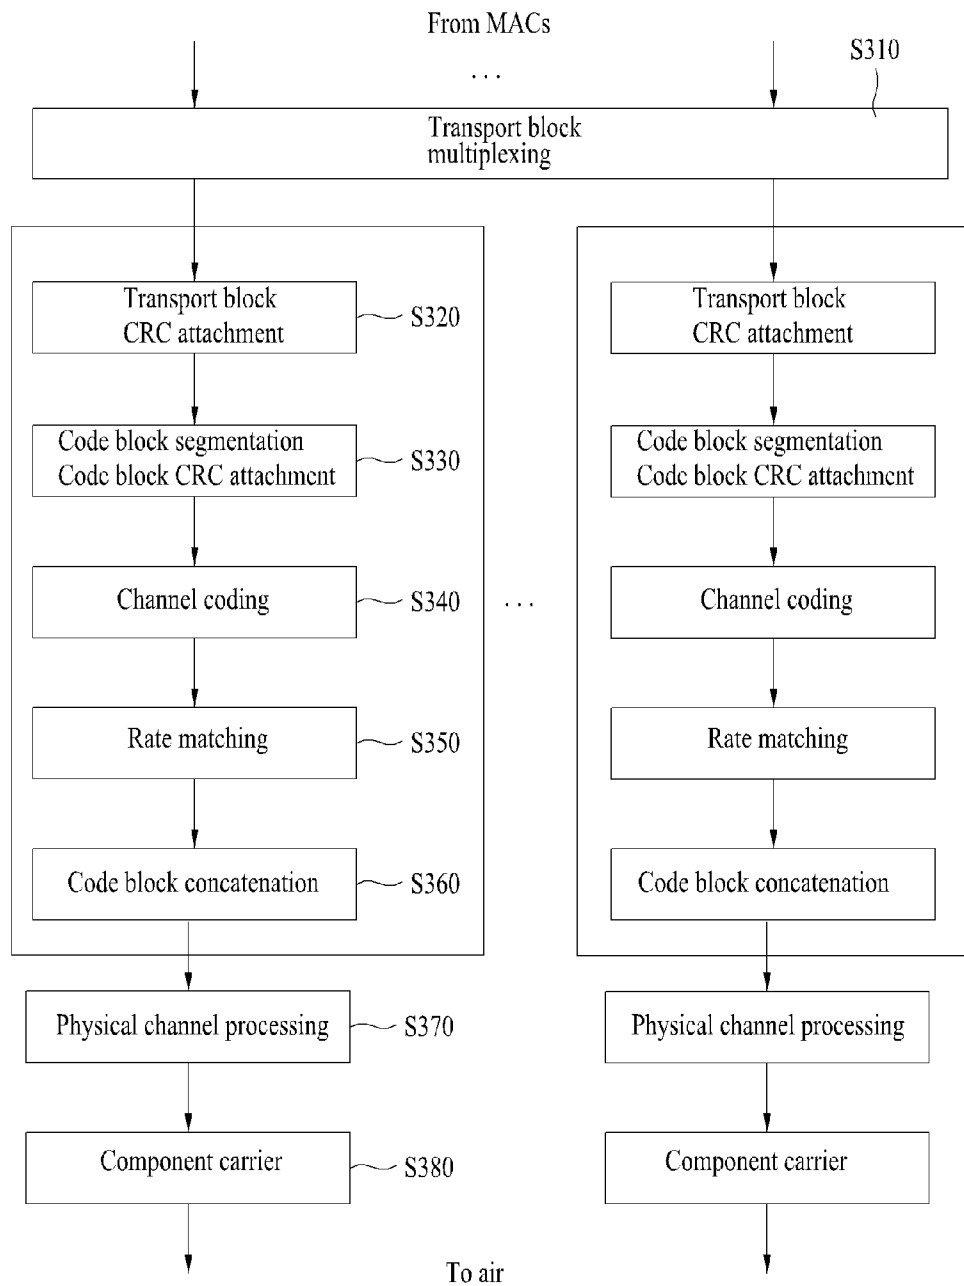 From MACs
S310
. . .
Transport block
multiplexing
Transport block
CRC attachment
S320
Transport block
CRC attachment
Code block segmentation
Code block CRC attachment
S330
Code block segmentation
Code block CRC attachment
Channel coding
S340
. . .
Channel coding
Rate matching
S350
Rate matching
Code block concatenation
S360
Code block concatenation
Physical channel processing
S370
Physical channel processing
Component carrier
S380
Component carrier
To air